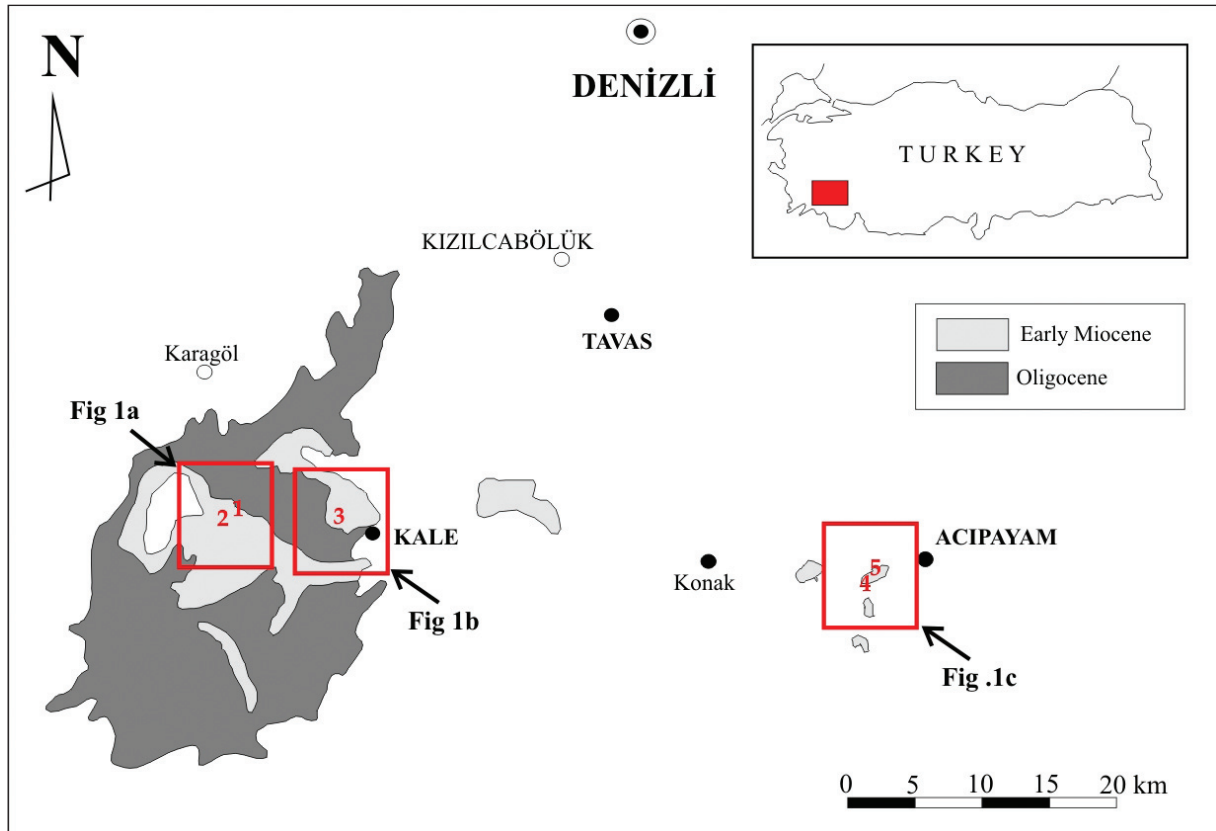 N
DENİZLİ
TURKEY
KIZILCABÖLÜK
TAVAS
Early Miocene
Oligocene
Karagöl
Fig 1a
2 1
3
KALE
Fig 1b
Konak
ACIPAYAM
5
4
Fig .1c
0 5 10 15 20 km